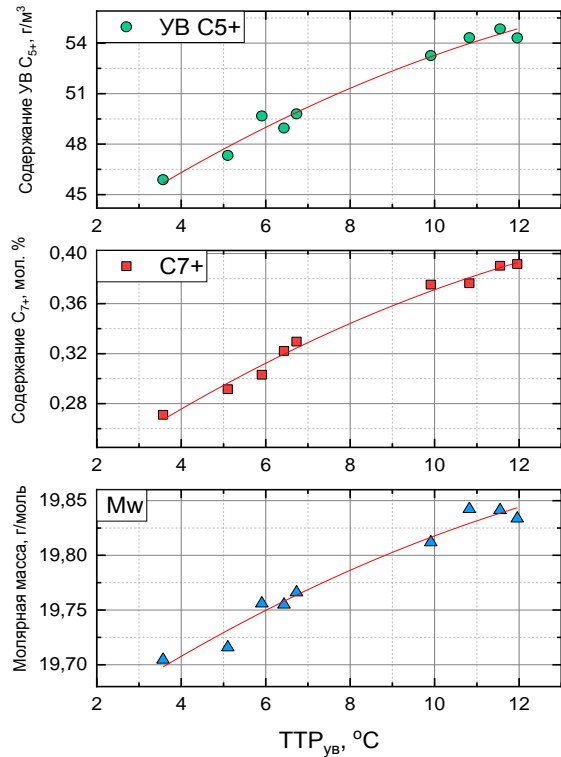 Содержание УВ C5+, г/м³
УВ C5+
54
51
48
45
2 4 6 8 10 12
Содержание C7+, мол. %
C7+
0,40
0,36
0,32
0,28
2 4 6 8 10 12
Молярная масса, г/моль
Mw
19,85
19,80
19,75
19,70
2 4 6 8 10 12
ТТРув, °C